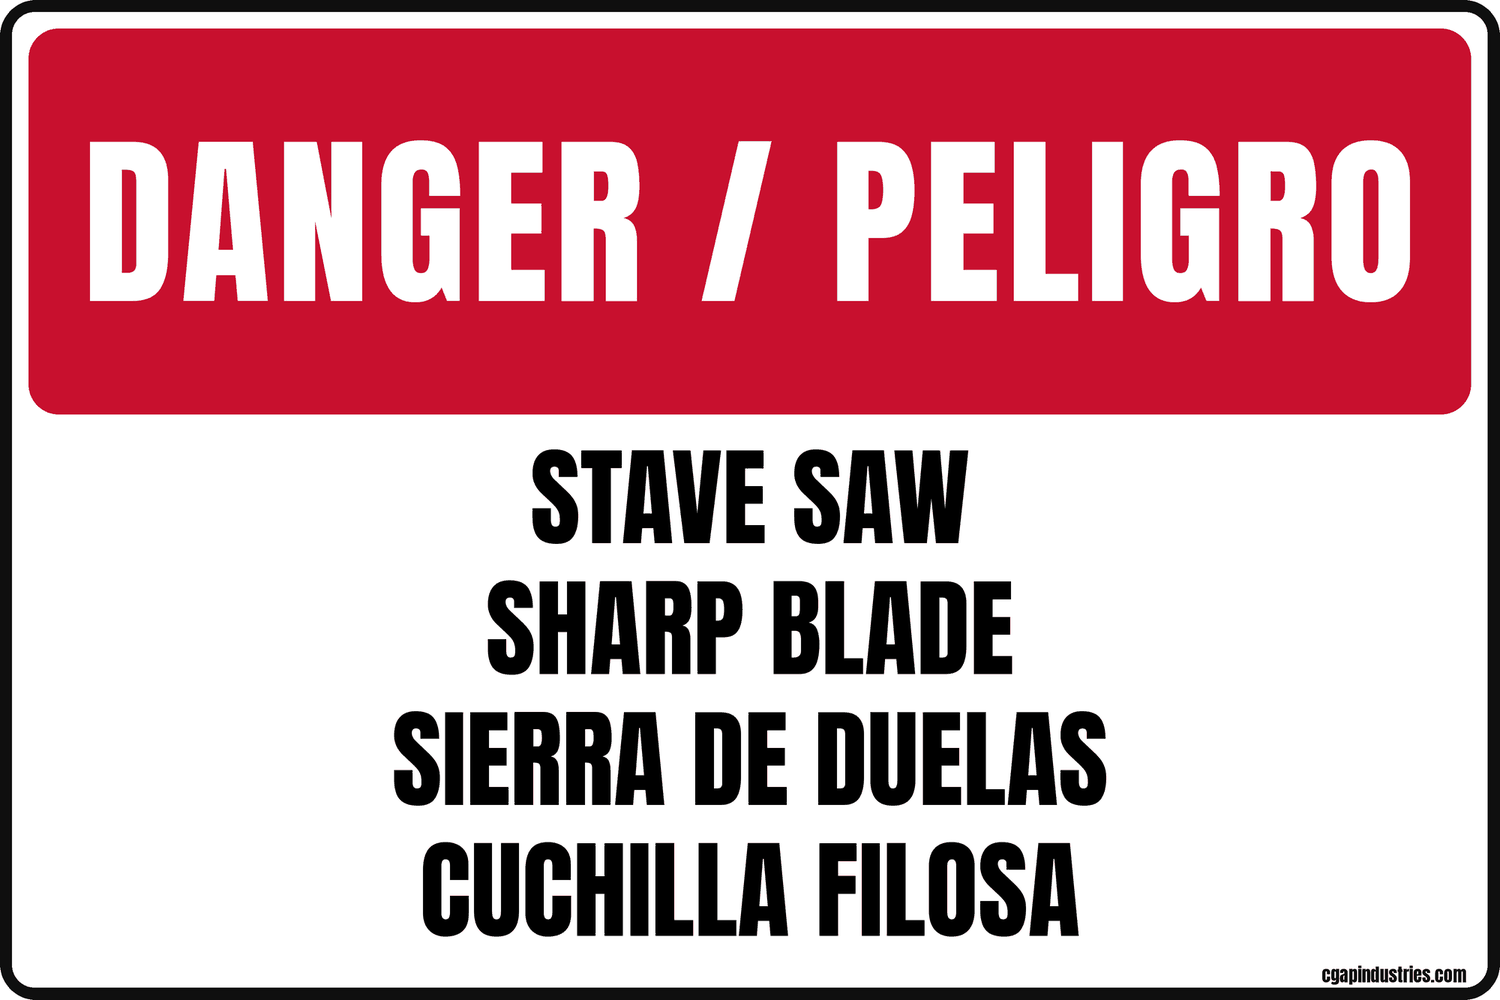 DANGER / PELIGRO
STAVE SAW
SHARP BLADE
SIERRA DE DUELAS
CUCHILLA FILOSA
cgapindustries.com